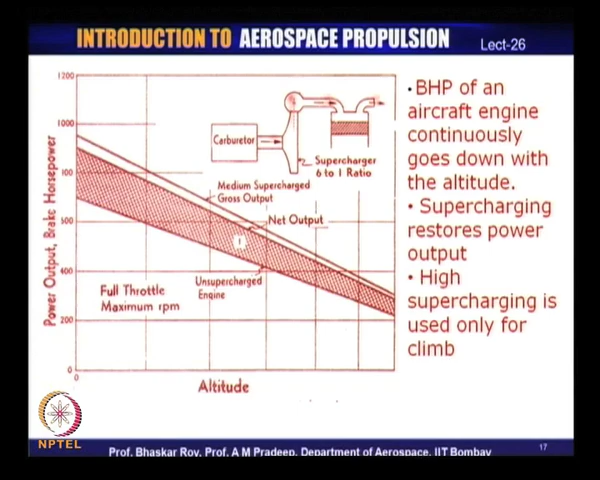 INTRODUCTION TO AEROSPACE PROPULSION
Lect-26
1200
1000
800
600
400
200
0
0
Power Output, Brake Horsepower
Altitude
Carburetor
Supercharger
6 to 1 Ratio
Medium Supercharged
Gross Output
Net Output
1
Unsupercharged
Engine
Full Throttle
Maximum rpm
• BHP of an
aircraft engine
continuously
goes down with
the altitude.
• Supercharging
restores power
output
• High
supercharging is
used only for
climb
NPTEL
Prof. Bhaskar Roy, Prof. A M Pradeep, Department of Aerospace, IIT Bombay
17